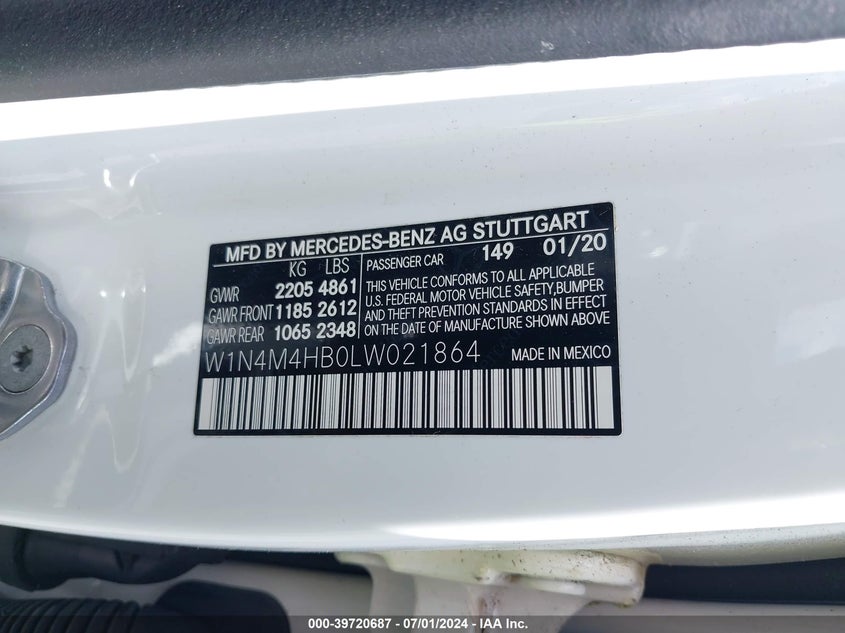 MFD BY MERCEDES-BENZ AG STUTTGART
KG LBS
GVWR 2205 4861
GAWR FRONT 1185 2612
GAWR REAR 1065 2348
PASSENGER CAR 149 01/20
THIS VEHICLE CONFORMS TO ALL APPLICABLE
U.S. FEDERAL MOTOR VEHICLE SAFETY,BUMPER
AND THEFT PREVENTION STANDARDS IN EFFECT
ON THE DATE OF MANUFACTURE SHOWN ABOVE
W1N4M4HB0LW021864
MADE IN MEXICO
000-39720687 - 07/01/2024 - IAA Inc.